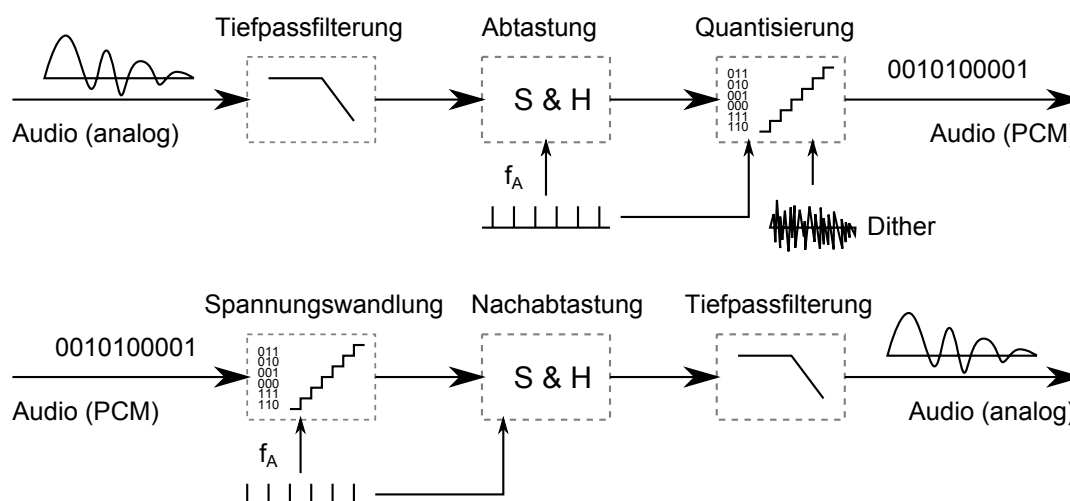 Tiefpassfilterung
Abtastung
Quantisierung
Audio (analog)
S & H
011
010
001
000
111
110
0010100001
Audio (PCM)
fA
Dither
Spannungswandlung
Nachabtastung
Tiefpassfilterung
0010100001
Audio (PCM)
011
010
001
000
111
110
S & H
Audio (analog)
fA